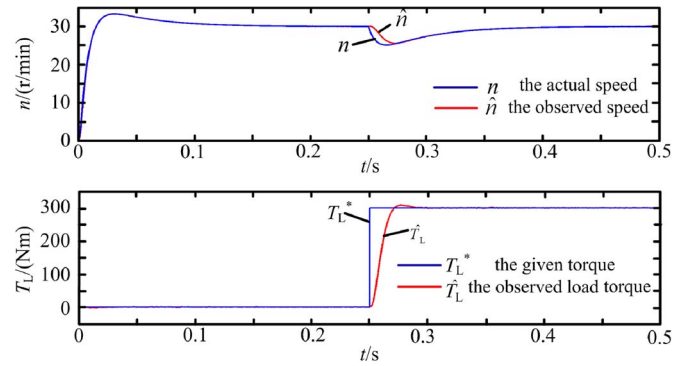 40
30
20
10
0
n/(r/min)
n̂
n
n the actual speed
n̂ the observed speed
0 0.1 0.2 0.3 0.4 0.5
t/s
300
200
100
0
T_L/(Nm)
T_L*
T̂_L
T_L* the given torque
T̂_L the observed load torque
0 0.1 0.2 0.3 0.4 0.5
t/s